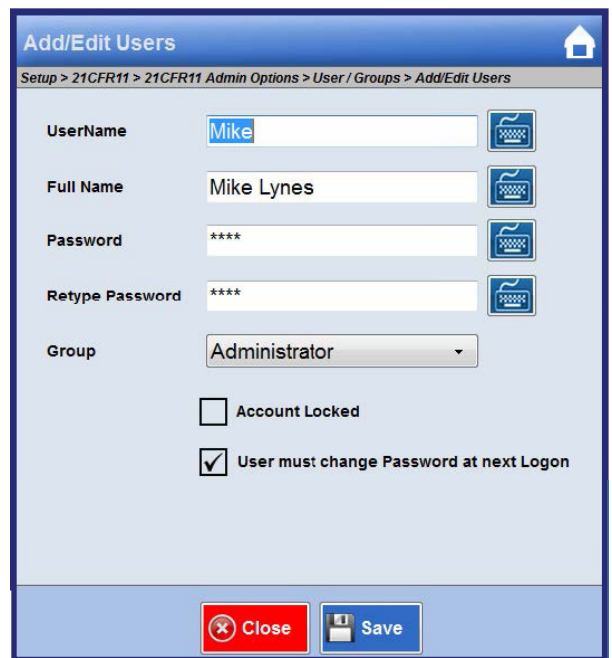 Add/Edit Users
Setup > 21CFR11 > 21CFR11 Admin Options > User / Groups > Add/Edit Users
UserName Mike
Full Name Mike Lynes
Password ****
Retype Password ****
Group Administrator
Account Locked
User must change Password at next Logon
Close Save